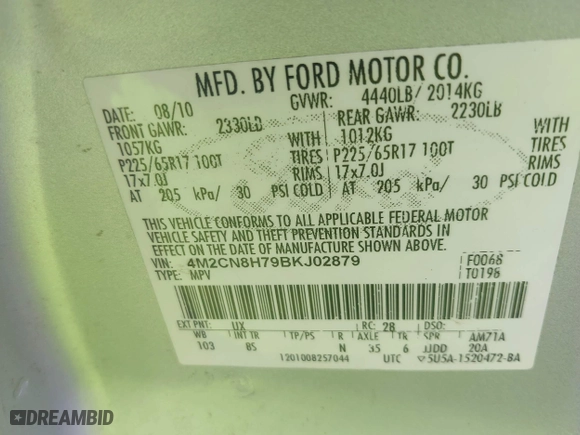 MFD. BY FORD MOTOR CO.
DATE: 08/10 GVWR: 4440LB/ 2014KG
FRONT GAWR: 2330LB REAR GAWR: 2230LB
1057KG WITH 1012KG WITH
P225/65R17 100T TIRES P225/65R17 100T TIRES
17x7.0J RIMS 17x7.0J RIMS
AT 205 kPa/ 30 PSI COLD AT 205 kPa/ 30 PSI COLD
THIS VEHICLE CONFORMS TO ALL APPLICABLE FEDERAL MOTOR
VEHICLE SAFETY AND THEFT PREVENTION STANDARDS IN
EFFECT ON THE DATE OF MANUFACTURE SHOWN ABOVE.
VIN: 4M2CN8H79BKJ02879 F0068
TYPE: MPV T0198
EXT PNT: UX RC: 28 DSO:
WB INT TR TP/PS R AXLE TR SPR AM71A
103 BS N 35 6 JJDD 20A
1201008257044 UTC 5U5A-1520472-BA
DREAMBID